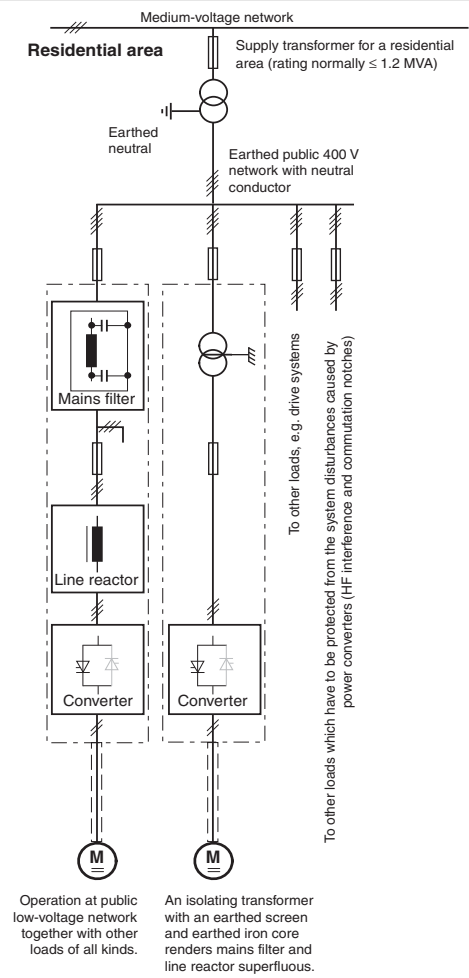 Medium-voltage network
Residential area
Supply transformer for a residential
area (rating normally ≤ 1.2 MVA)
Earthed
neutral
Earthed public 400 V
network with neutral
conductor
Mains filter
Line reactor
Converter
Converter
To other loads, e.g. drive systems
To other loads which have to be protected from the system disturbances caused by
power converters (HF interference and commutation notches)
M
M
Operation at public
low-voltage network
together with other
loads of all kinds.
An isolating transformer
with an earthed screen
and earthed iron core
renders mains filter and
line reactor superfluous.